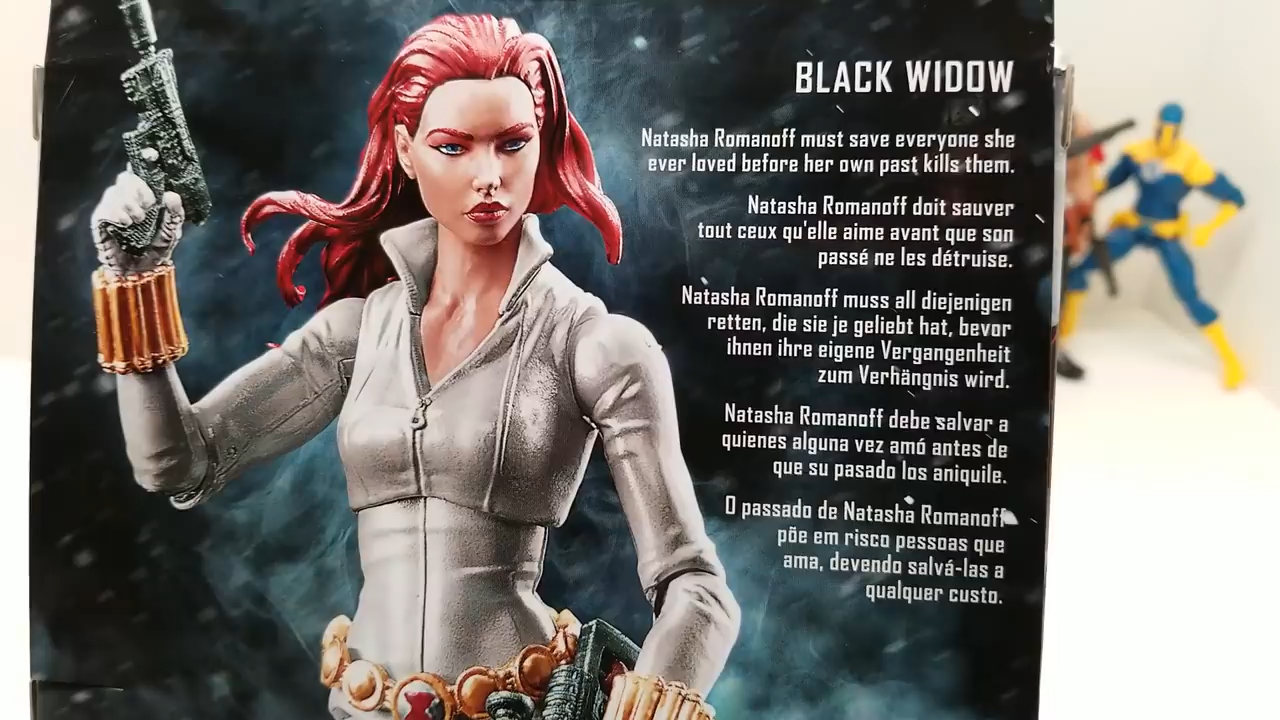 BLACK WIDOW
Natasha Romanoff must save everyone she
ever loved before her own past kills them.
Natasha Romanoff doit sauver
tout ceux qu'elle aime avant que son
passé ne les détruise.
Natasha Romanoff muss all diejenigen
retten, die sie je geliebt hat, bevor
ihnen ihre eigene Vergangenheit
zum Verhängnis wird.
Natasha Romanoff debe salvar a
quienes alguna vez amó antes de
que su pasado los aniquile.
O passado de Natasha Romanoff
põe em risco pessoas que
ama, devendo salvá-las a
qualquer custo.